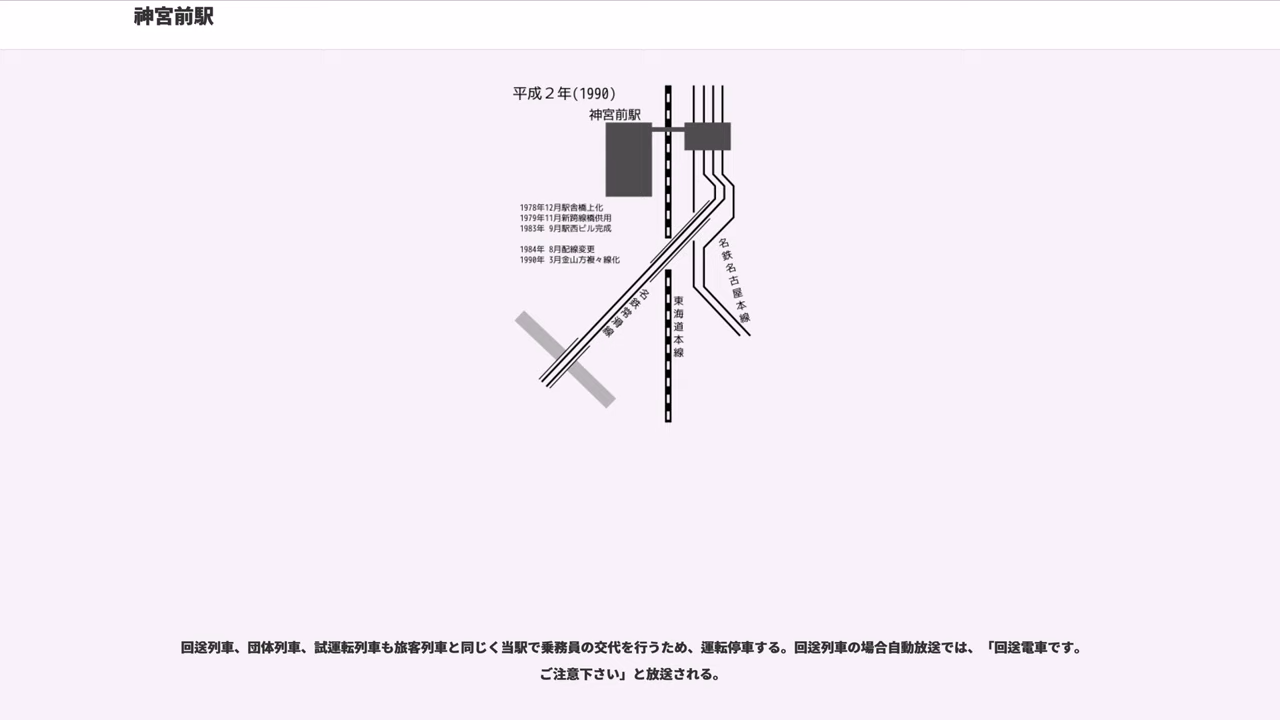 神宮前駅
平成２年(1990)
神宮前駅
1978年12月駅舎橋上化
1979年11月新跨線橋供用
1983年 9月駅西ビル完成
1984年 8月配線変更
1990年 3月金山方複々線化
名鉄名古屋本線
名鉄常滑線
東海道本線
回送列車、団体列車、試運転列車も旅客列車と同じく当駅で乗務員の交代を行うため、運転停車する。回送列車の場合自動放送では、「回送電車です。
ご注意下さい」と放送される。